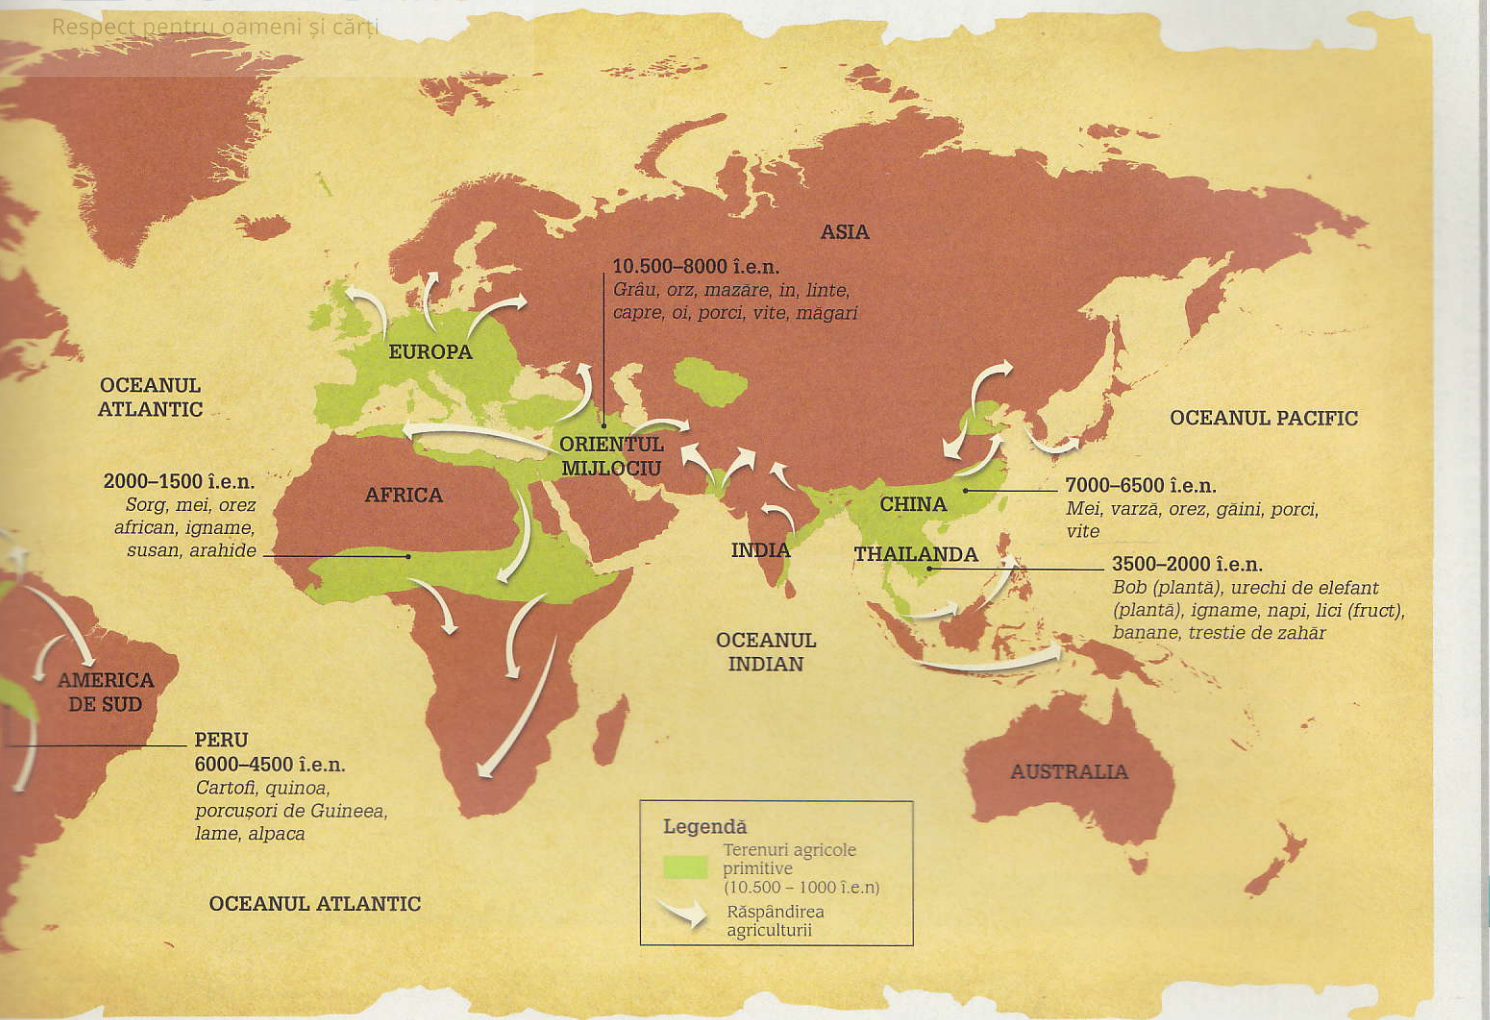 Respect pentru oameni și cărți
ASIA
10.500–8000 î.e.n.
Grâu, orz, mazăre, in, linte,
capre, oi, porci, vite, măgari
EUROPA
OCEANUL
ATLANTIC
OCEANUL PACIFIC
ORIENTUL
MIJLOCIU
2000–1500 î.e.n.
Sorg, mei, orez
african, igname,
susan, arahide
AFRICA
CHINA
7000–6500 î.e.n.
Mei, varză, orez, găini, porci,
vite
INDIA
THAILANDA
3500–2000 î.e.n.
Bob (plantă), urechi de elefant
(plantă), igname, napi, lici (fruct),
banane, trestie de zahăr
OCEANUL
INDIAN
AMERICA
DE SUD
PERU
6000–4500 î.e.n.
Cartofi, quinoa,
porcușori de Guineea,
lame, alpaca
AUSTRALIA
Legendă
Terenuri agricole
primitive
(10.500 – 1000 î.e.n)
Răspândirea
agriculturii
OCEANUL ATLANTIC